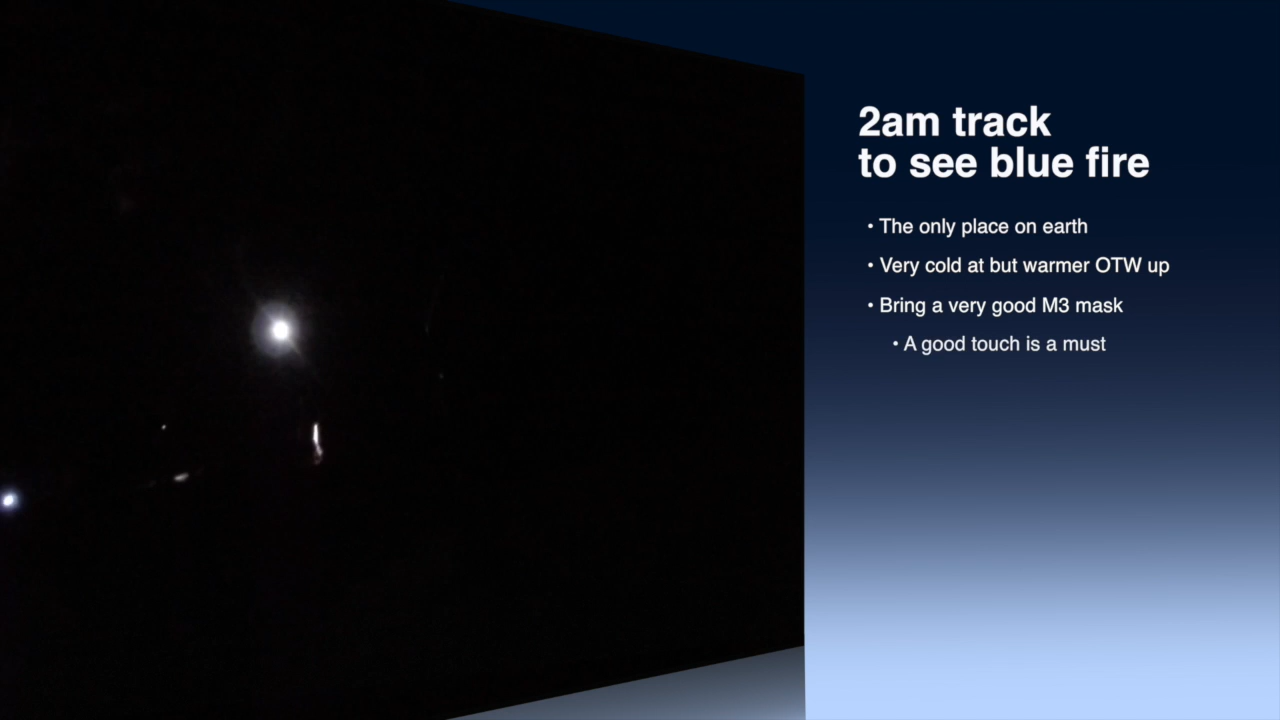 2am track
to see blue fire
• The only place on earth
• Very cold at but warmer OTW up
• Bring a very good M3 mask
• A good touch is a must